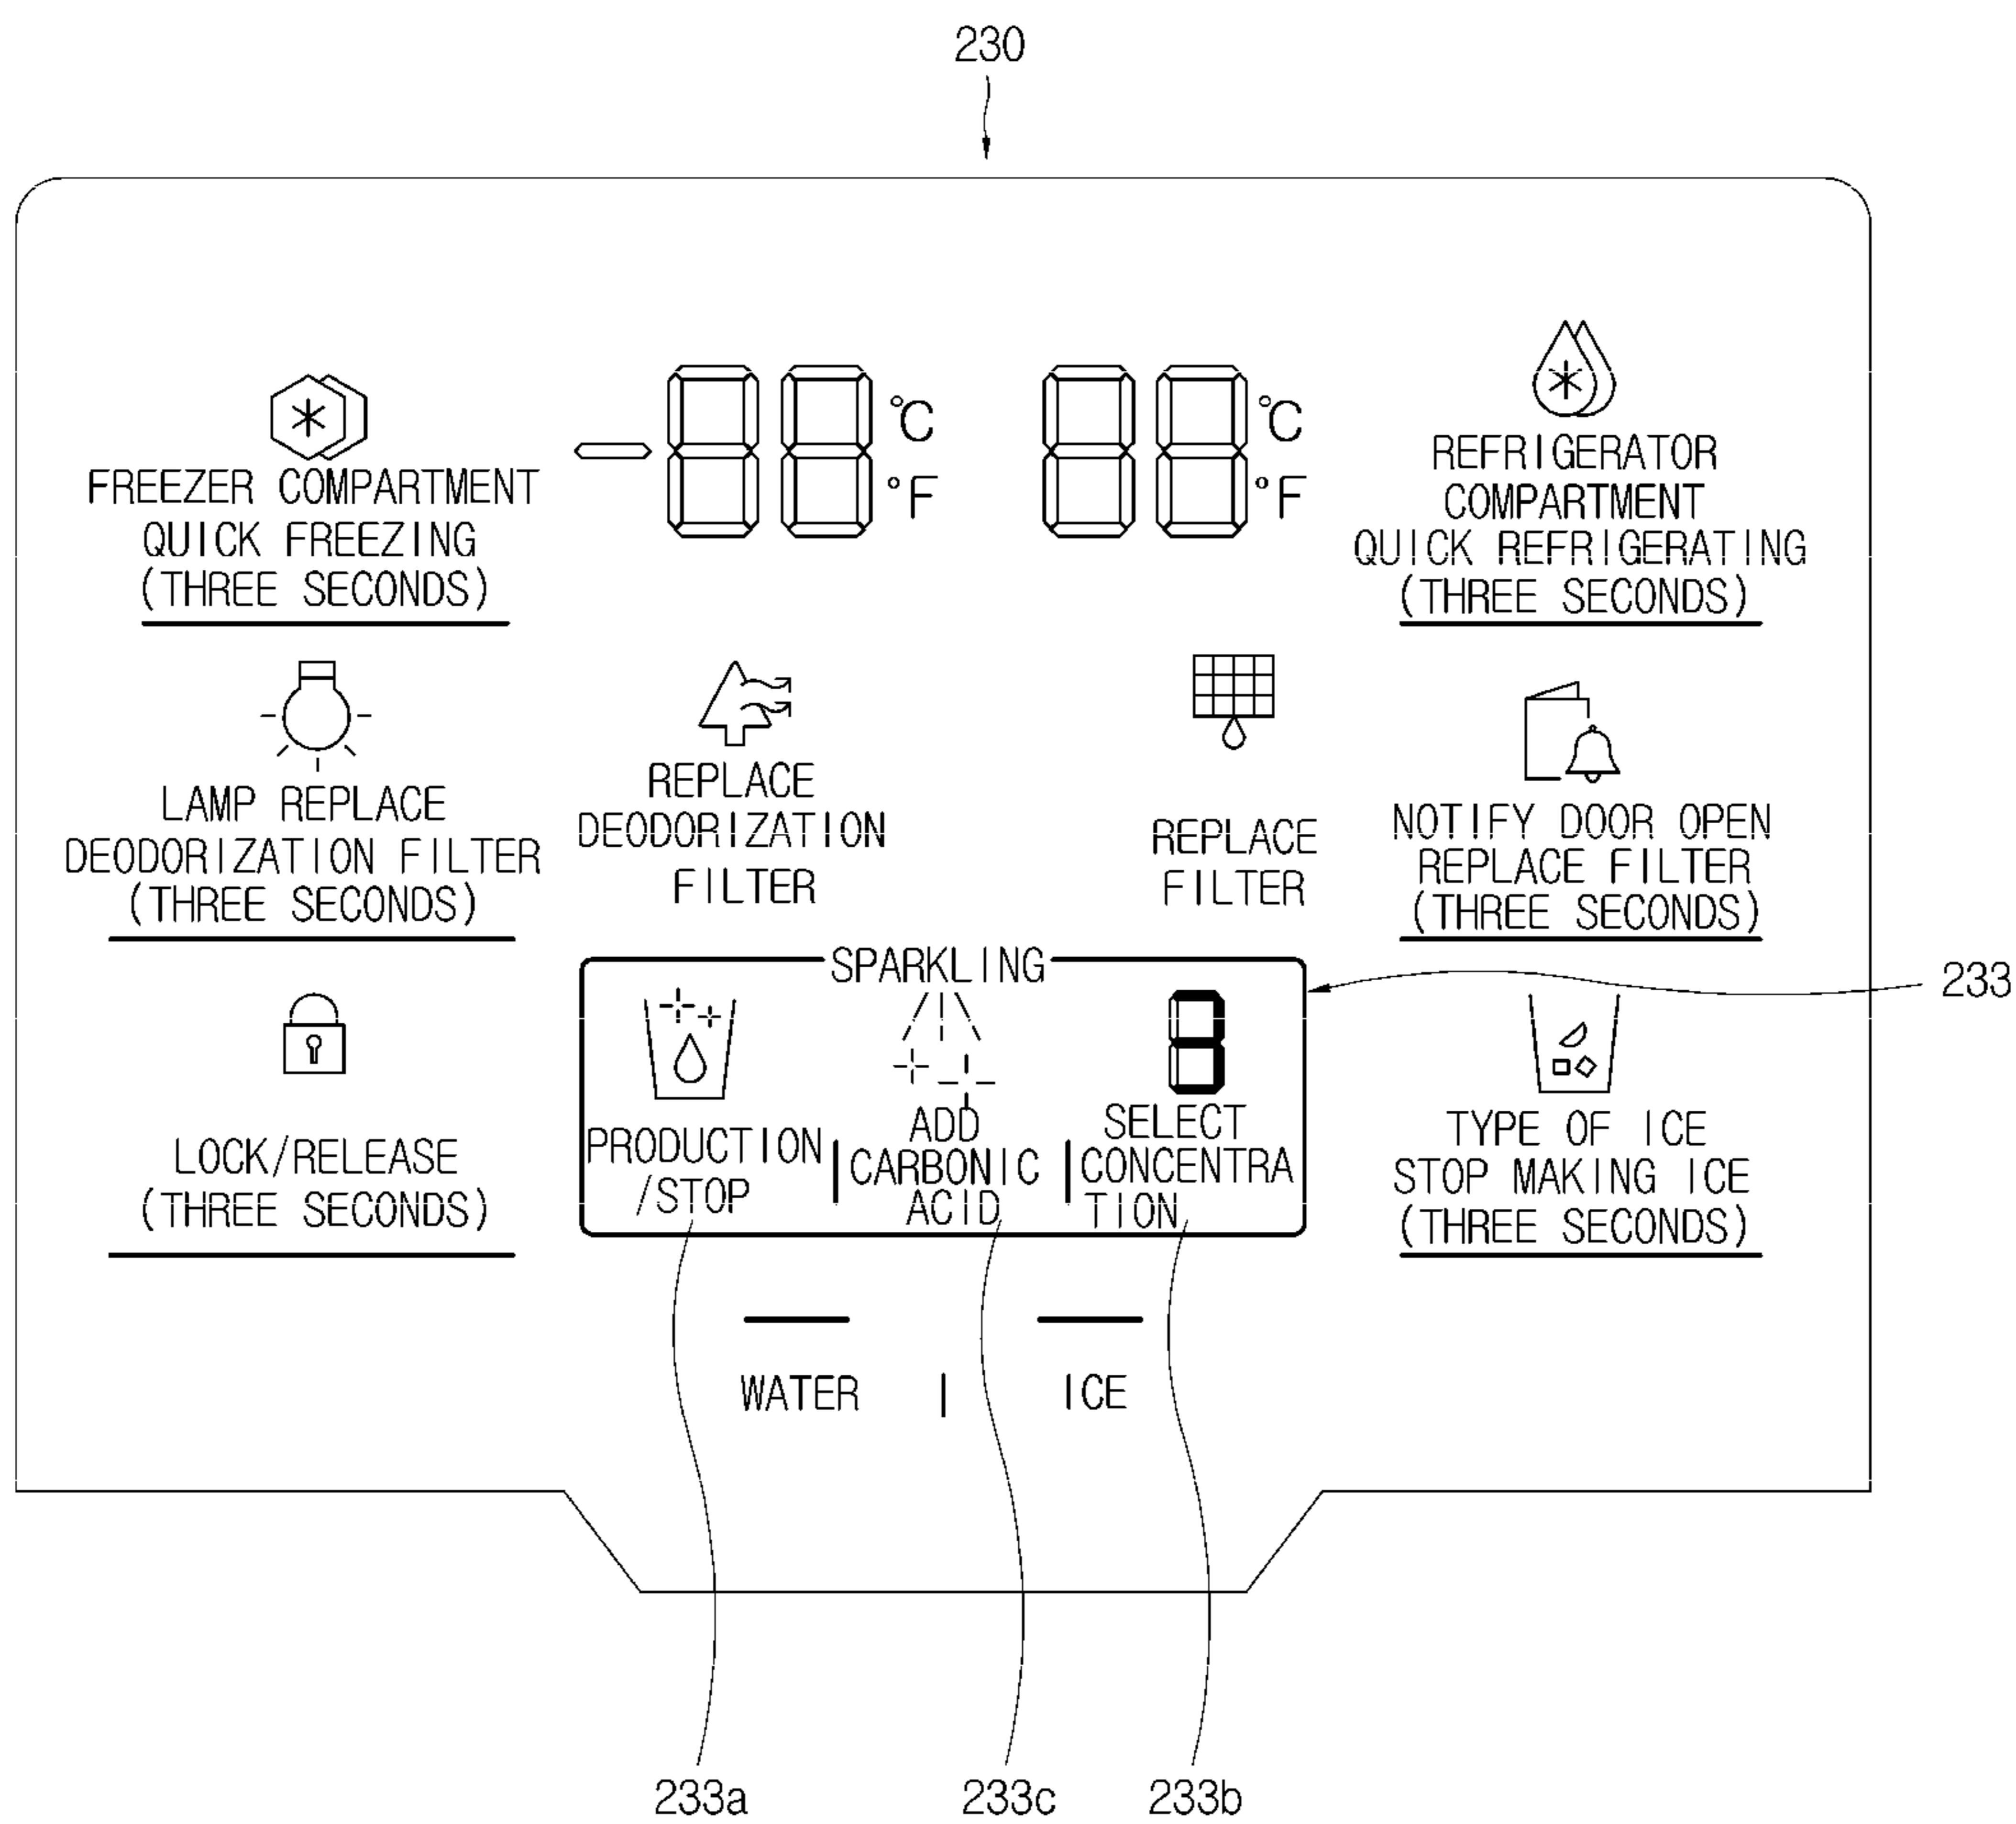 230
°C
°F
°C
°F
FREEZER COMPARTMENT
QUICK FREEZING
(THREE SECONDS)
REFRIGERATOR
COMPARTMENT
QUICK REFRIGERATING
(THREE SECONDS)
LAMP REPLACE
DEODORIZATION FILTER
(THREE SECONDS)
REPLACE
DEODORIZATION
FILTER
REPLACE
FILTER
NOTIFY DOOR OPEN
REPLACE FILTER
(THREE SECONDS)
LOCK/RELEASE
(THREE SECONDS)
SPARKLING
3
PRODUCTION
/STOP
ADD
CARBONIC
ACID
SELECT
CONCENTRA
TION
233
TYPE OF ICE
STOP MAKING ICE
(THREE SECONDS)
WATER | ICE
233a
233c
233b